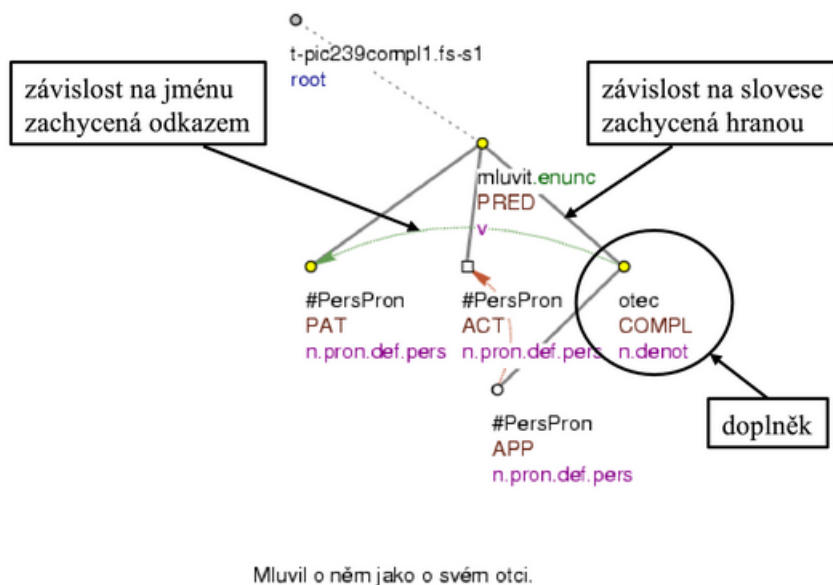 t-pic239compl1.fs-s1
root
závislost na jménu
zachycená odkazem
závislost na slovese
zachycená hranou
mluvit.enunc
PRED
v
#PersPron
PAT
n.pron.def.pers
#PersPron
ACT
n.pron.def.pers
otec
COMPL
n.denot
doplněk
#PersPron
APP
n.pron.def.pers
Mluvil o něm jako o svém otci.